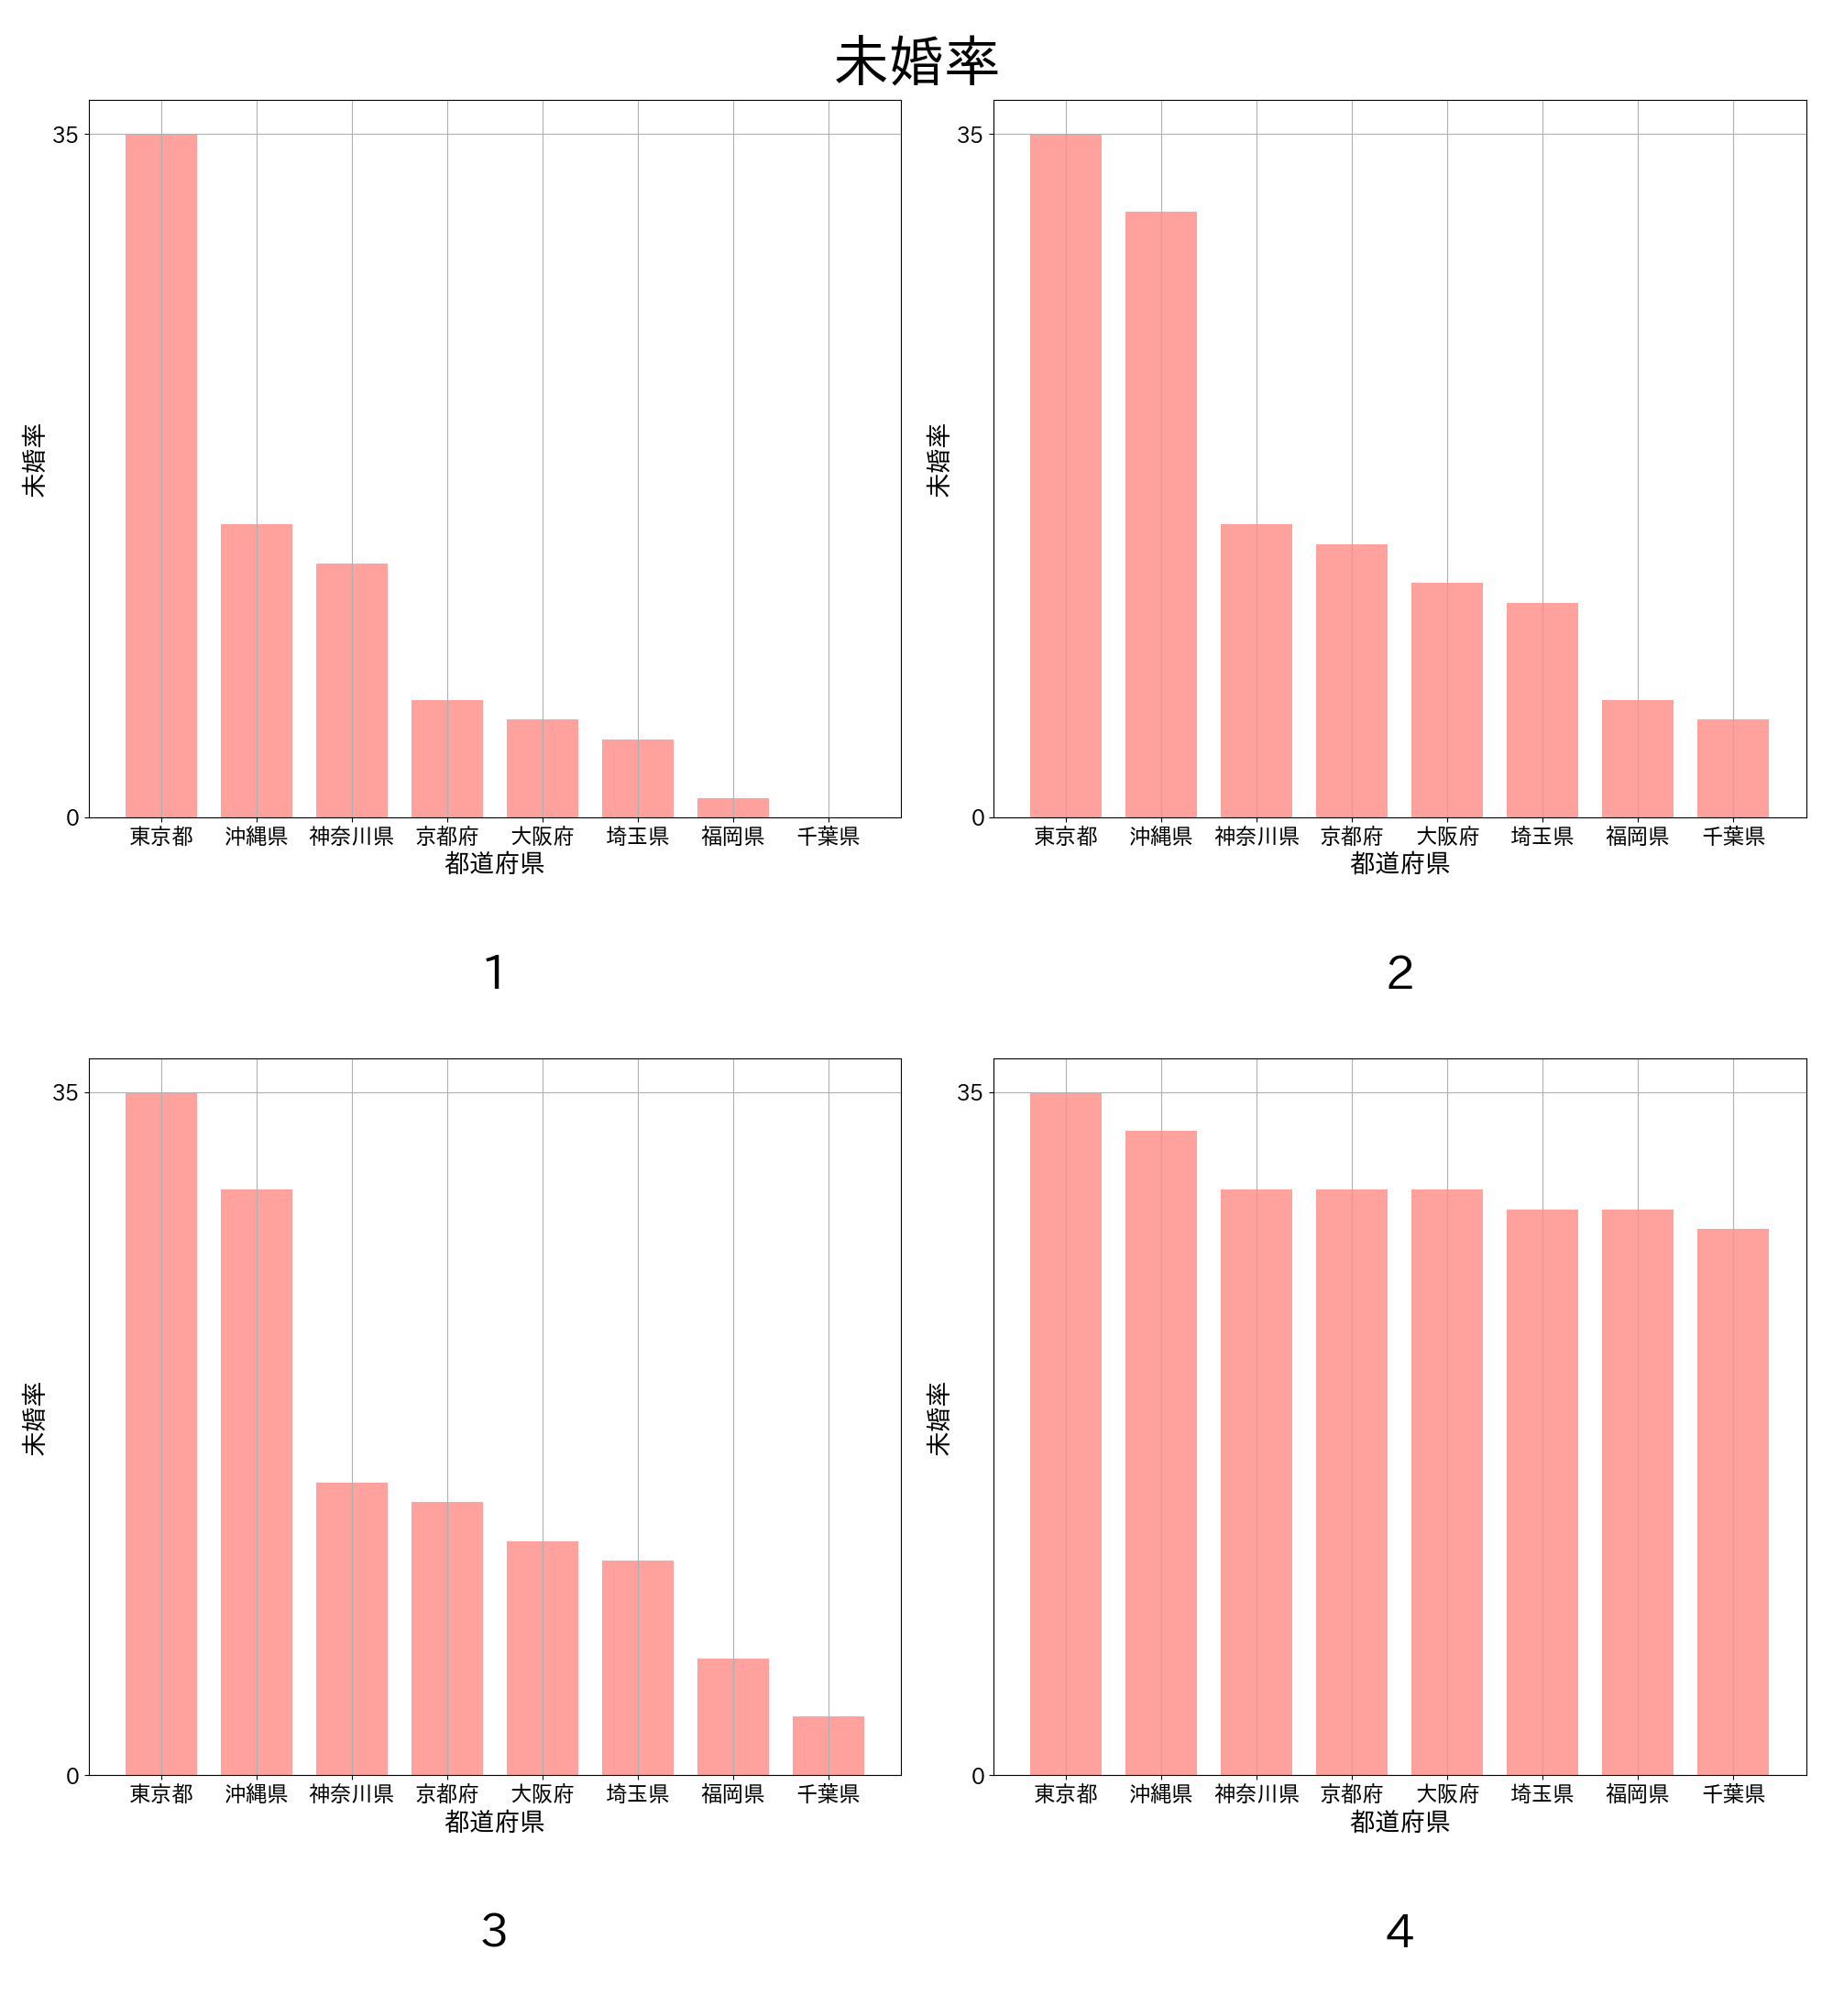 未婚率
35
0
未婚率
東京都 沖縄県 神奈川県 京都府 大阪府 埼玉県 福岡県 千葉県
都道府県
1
35
0
未婚率
東京都 沖縄県 神奈川県 京都府 大阪府 埼玉県 福岡県 千葉県
都道府県
2
35
0
未婚率
東京都 沖縄県 神奈川県 京都府 大阪府 埼玉県 福岡県 千葉県
都道府県
3
35
0
未婚率
東京都 沖縄県 神奈川県 京都府 大阪府 埼玉県 福岡県 千葉県
都道府県
4